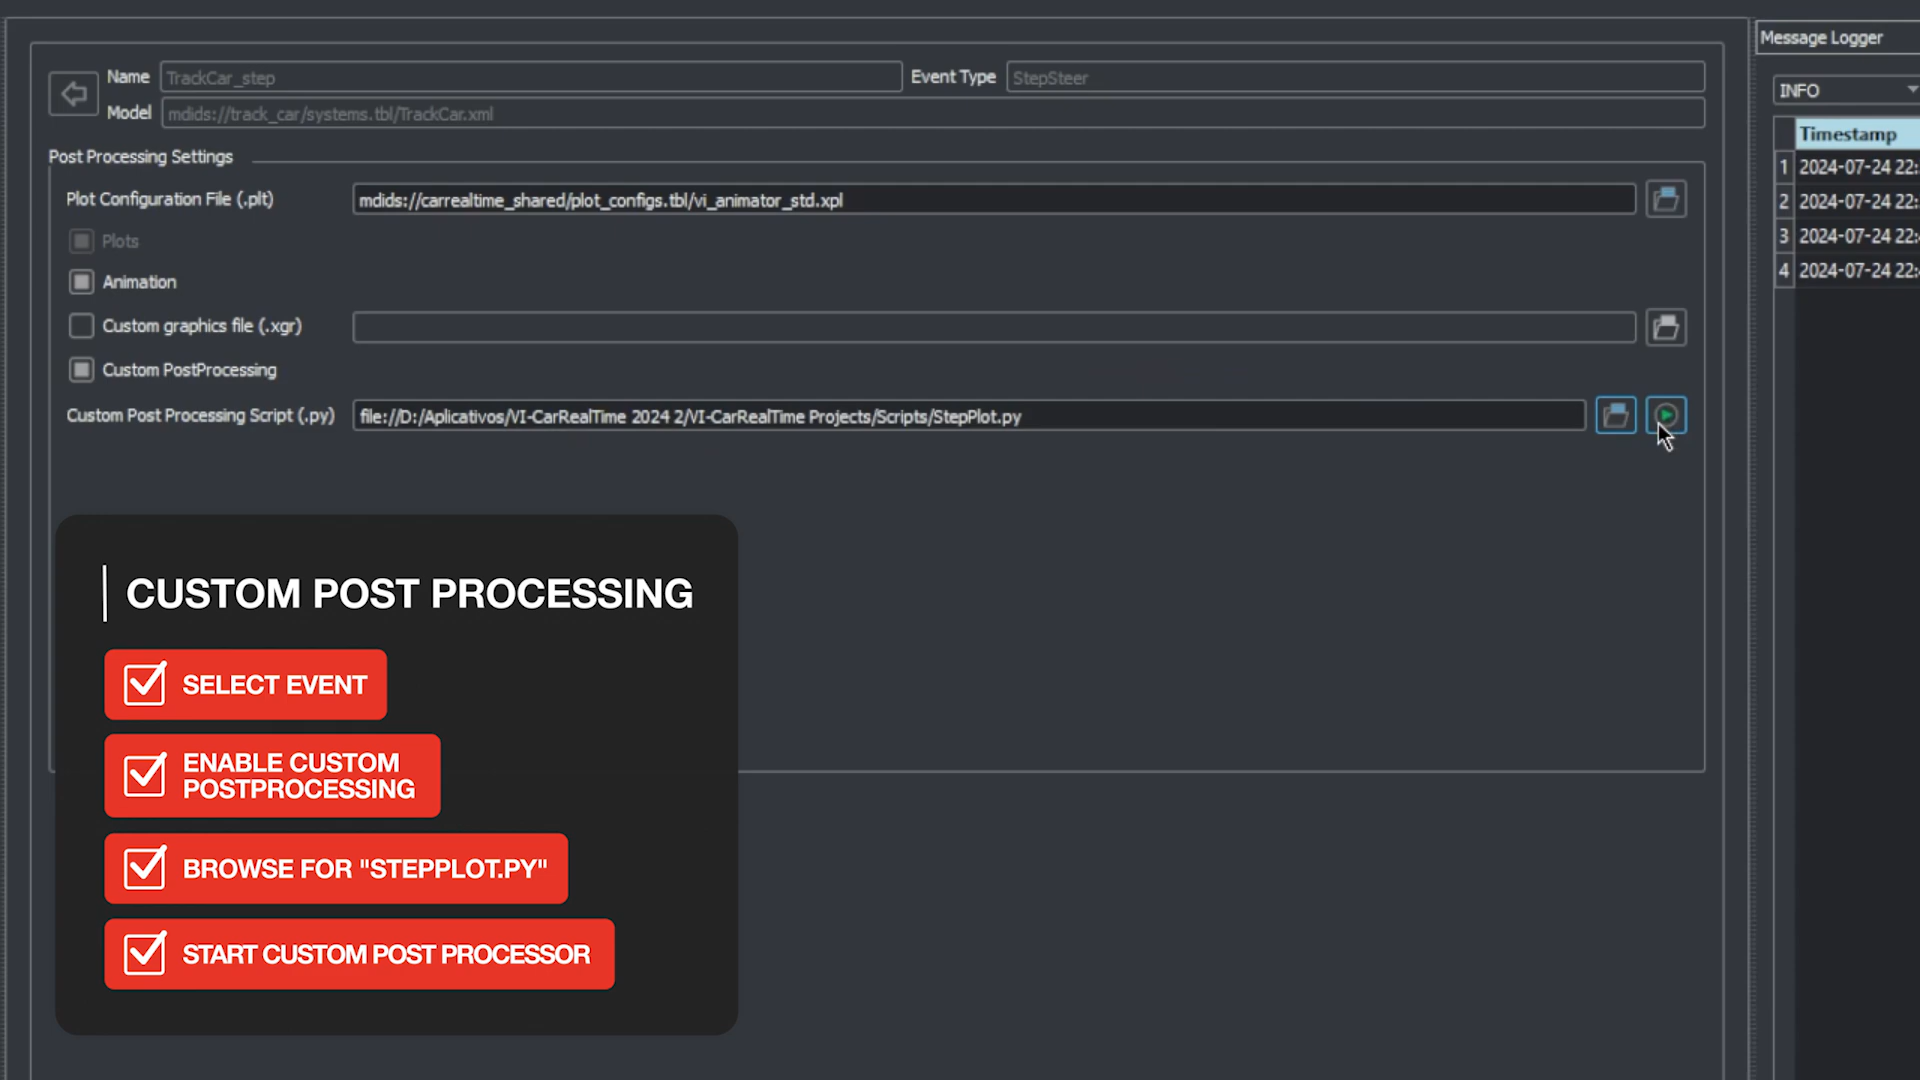 Message Logger
Name TrackCar_step Event Type StepSteer
Model mdids://track_car/systems.tbl/TrackCar.xml
INFO
Timestamp
1 2024-07-24 22:
2 2024-07-24 22:
3 2024-07-24 22:
4 2024-07-24 22:
Post Processing Settings
Plot Configuration File (.plt) mdids://carrealtime_shared/plot_configs.tbl/vi_animator_std.xpl
Plots
Animation
Custom graphics file (.xgr)
Custom PostProcessing
Custom Post Processing Script (.py) file://D:/Aplicativos/VI-CarRealTime 2024 2/VI-CarRealTime Projects/Scripts/StepPlot.py
CUSTOM POST PROCESSING
SELECT EVENT
ENABLE CUSTOM
POSTPROCESSING
BROWSE FOR "STEPPLOT.PY"
START CUSTOM POST PROCESSOR